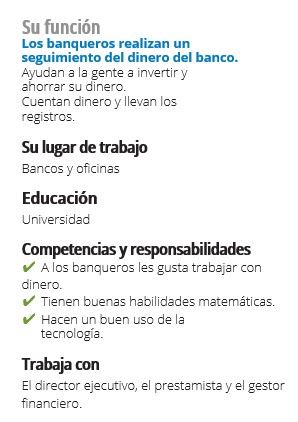 Su función
Los banqueros realizan un
seguimiento del dinero del banco.
Ayudan a la gente a invertir y
ahorrar su dinero.
Cuentan dinero y llevan los
registros.
Su lugar de trabajo
Bancos y oficinas
Educación
Universidad
Competencias y responsabilidades
✔ A los banqueros les gusta trabajar con
dinero.
✔ Tienen buenas habilidades matemáticas.
✔ Hacen un buen uso de la
tecnología.
Trabaja con
El director ejecutivo, el prestamista y el gestor
financiero.